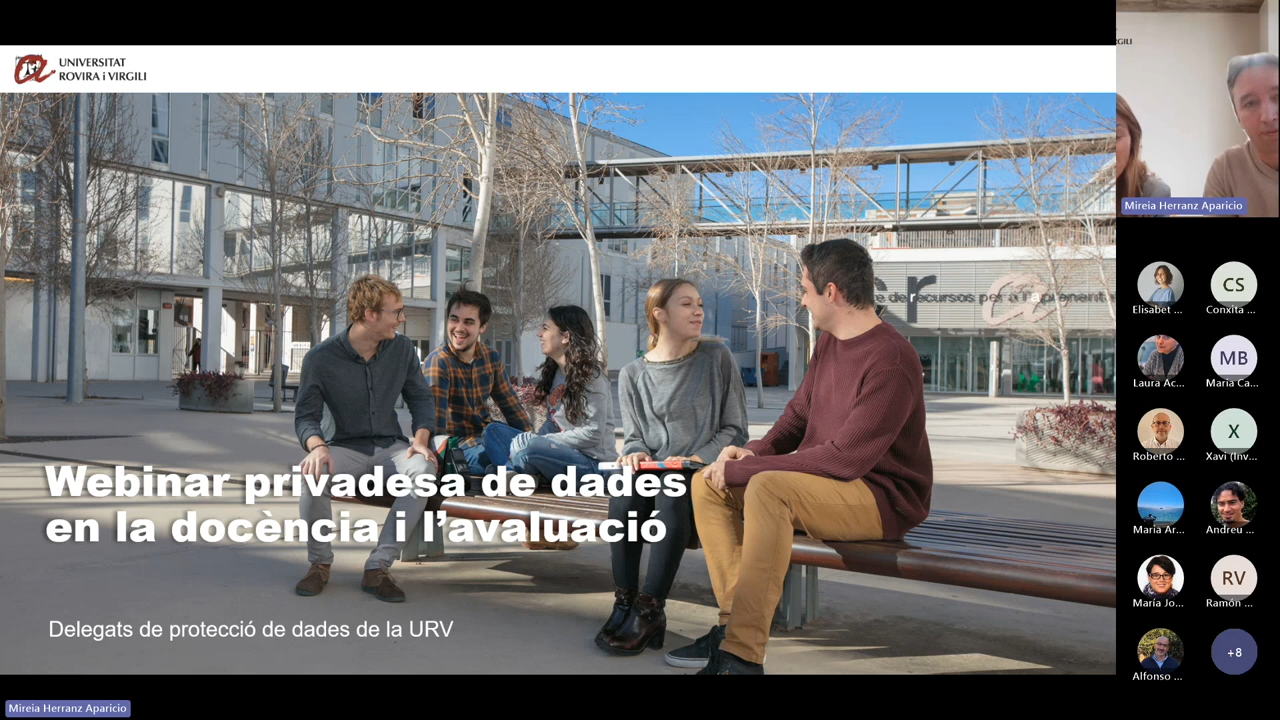 UNIVERSITAT
ROVIRA i VIRGILI
Webinar privadesa de dades
en la docència i l'avaluació
Delegats de protecció de dades de la URV
Mireia Herranz Aparicio
Mireia Herranz Aparicio
Elisabet ...
CS
Conxita ...
Laura Ac...
MB
Maria Ca...
Roberto ...
X
Xavi (Inv...
Maria Ar...
Andreu ...
María Jo...
RV
Ramón ...
Alfonso ...
+8